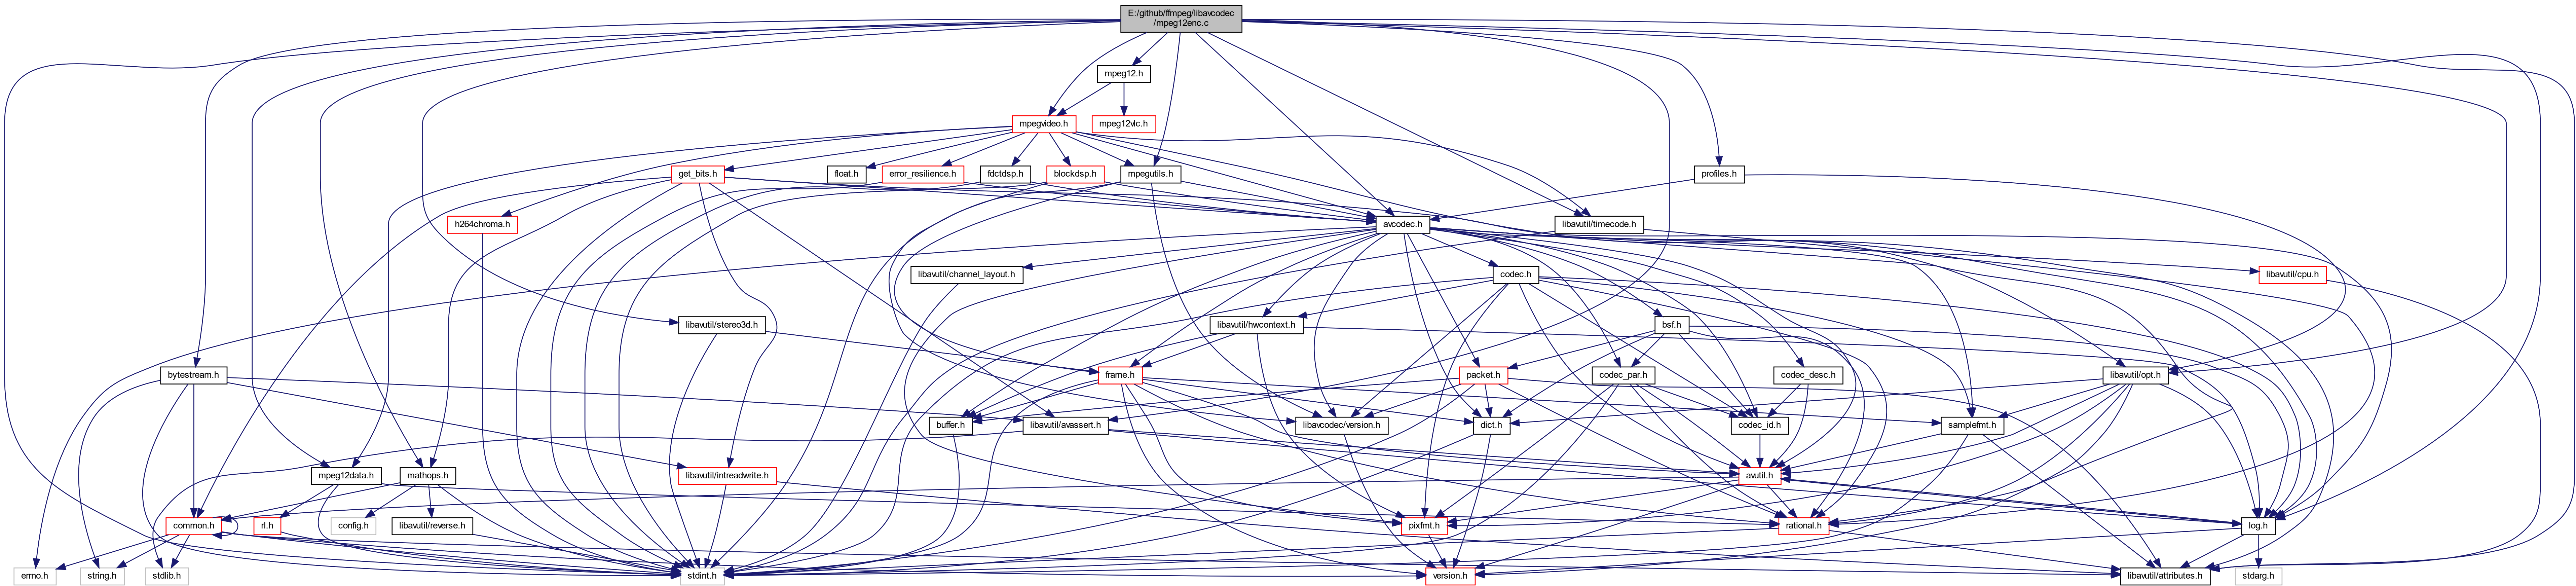 E:/github/ffmpeg/libavcodec
/mpeg12enc.c
mpeg12.h
mpegvideo.h
mpeg12vlc.h
get_bits.h
float.h
error_resilience.h
fdctdsp.h
blockdsp.h
mpegutils.h
profiles.h
h264chroma.h
avcodec.h
libavutil/timecode.h
libavutil/channel_layout.h
codec.h
libavutil/cpu.h
libavutil/stereo3d.h
libavutil/hwcontext.h
bsf.h
bytestream.h
frame.h
packet.h
codec_par.h
codec_desc.h
libavutil/opt.h
buffer.h
libavutil/avassert.h
libavcodec/version.h
dict.h
codec_id.h
samplefmt.h
mpeg12data.h
mathops.h
libavutil/intreadwrite.h
avutil.h
common.h
rl.h
config.h
libavutil/reverse.h
pixfmt.h
rational.h
log.h
errno.h
string.h
stdlib.h
stdint.h
version.h
libavutil/attributes.h
stdarg.h